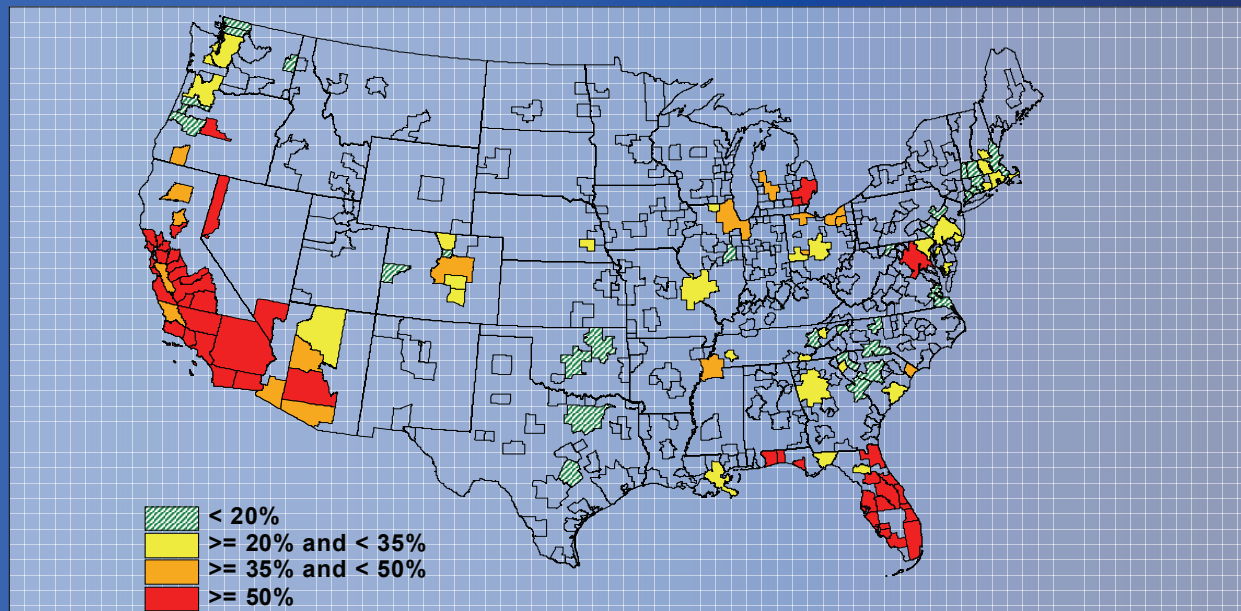 < 20%
>= 20% and < 35%
>= 35% and < 50%
>= 50%